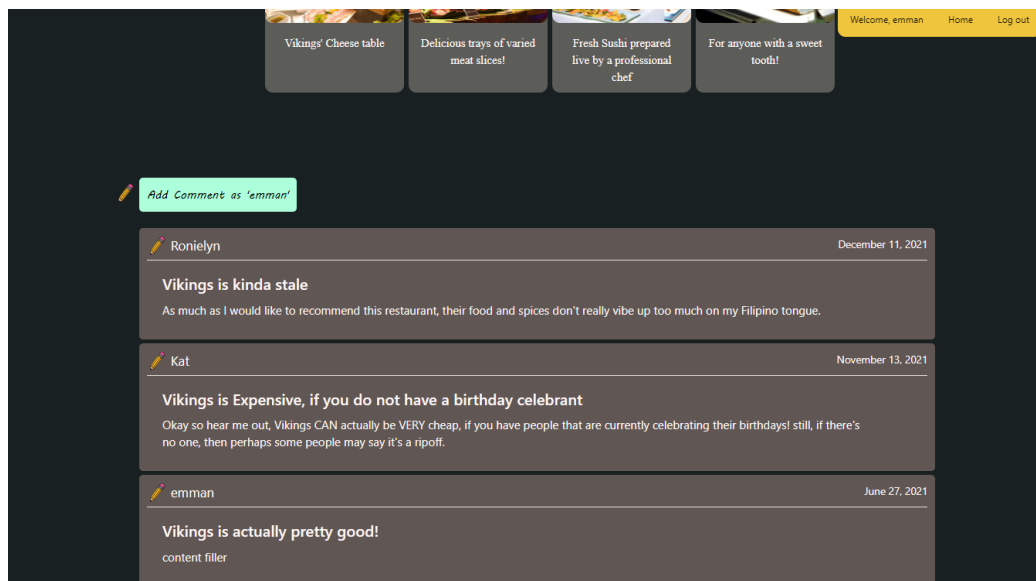 Welcome, emman Home Log out
Vikings' Cheese table
Delicious trays of varied
meat slices!
Fresh Sushi prepared
live by a professional
chef
For anyone with a sweet
tooth!
Add Comment as 'emman'
Ronielyn December 11, 2021
Vikings is kinda stale
As much as I would like to recommend this restaurant, their food and spices don't really vibe up too much on my Filipino tongue.
Kat November 13, 2021
Vikings is Expensive, if you do not have a birthday celebrant
Okay so hear me out, Vikings CAN actually be VERY cheap, if you have people that are currently celebrating their birthdays! still, if there's
no one, then perhaps some people may say it's a ripoff.
emman June 27, 2021
Vikings is actually pretty good!
content filler